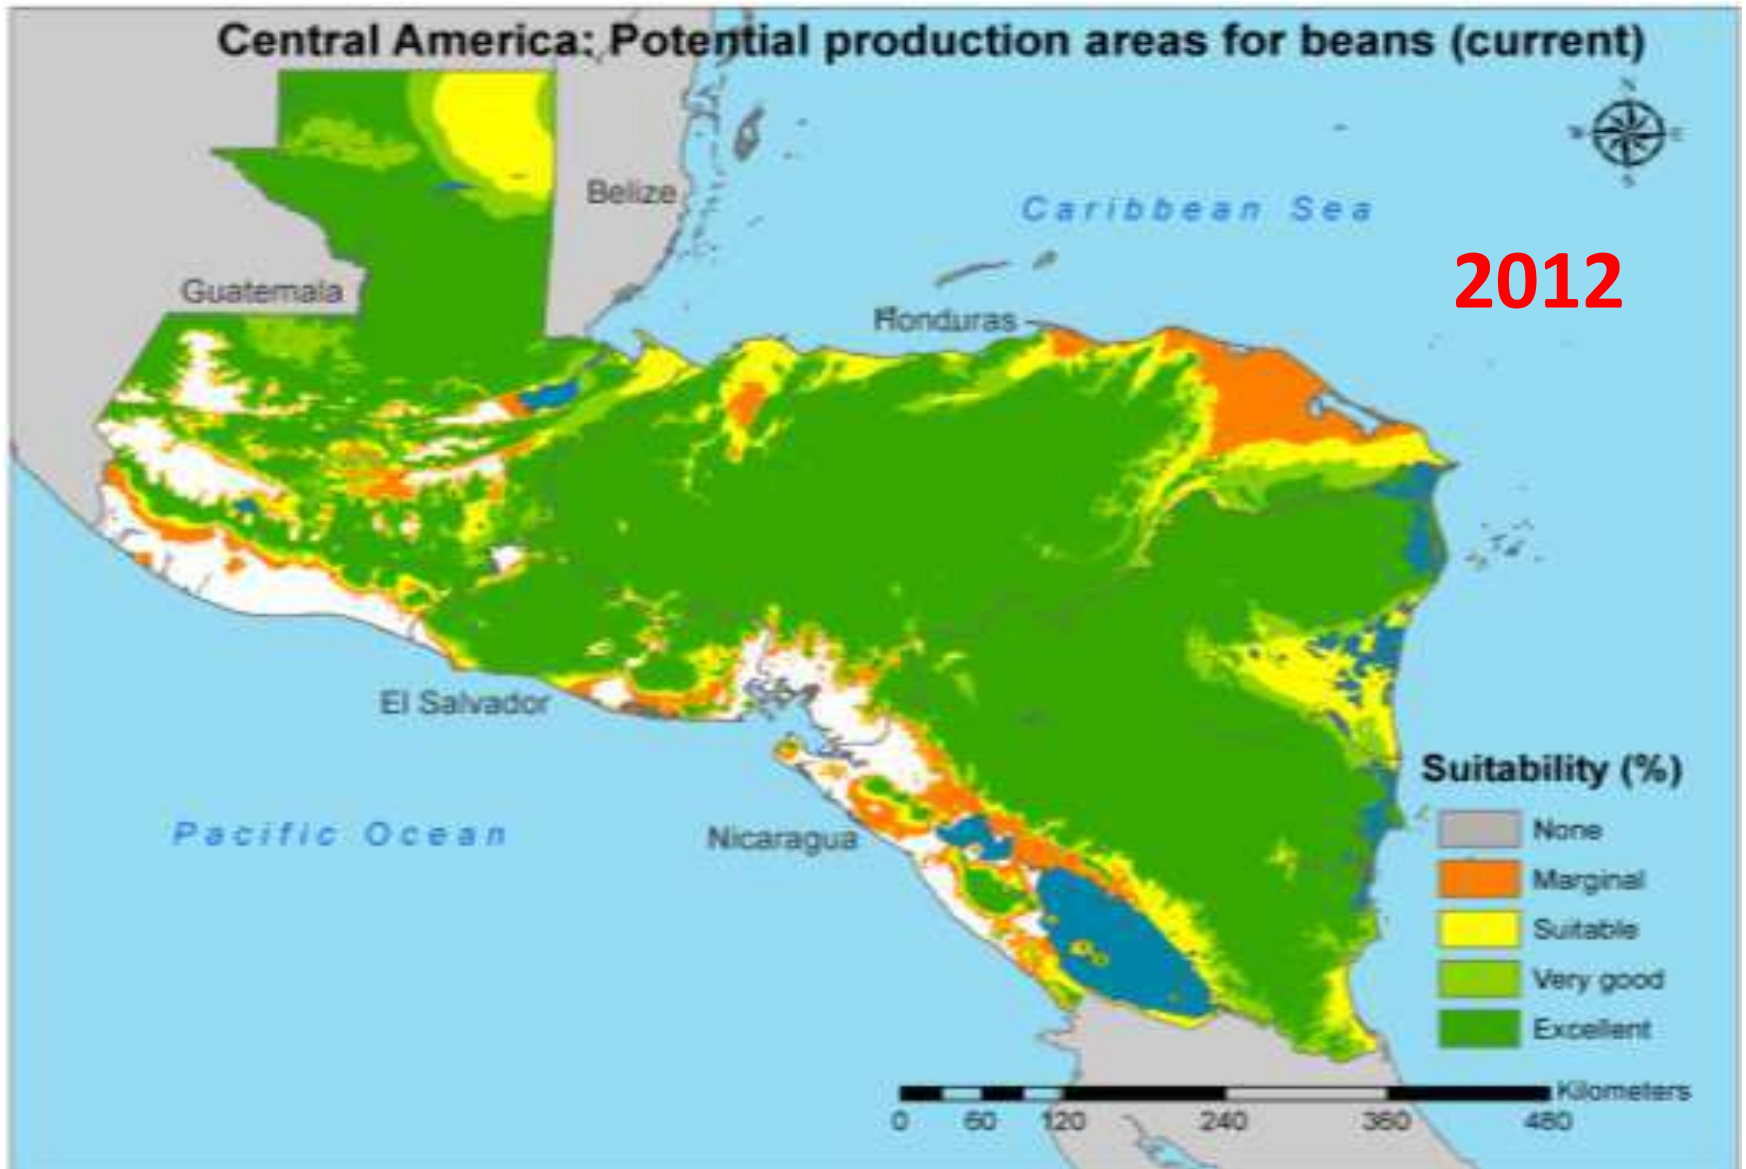 Central America: Potential production areas for beans (current)
N
W E
S
Belize
Caribbean Sea
2012
Guatemala
Honduras
El Salvador
Suitability (%)
Pacific Ocean
Nicaragua
None
Marginal
Suitable
Very good
Excellent
Kilometers
0 60 120 240 360 480